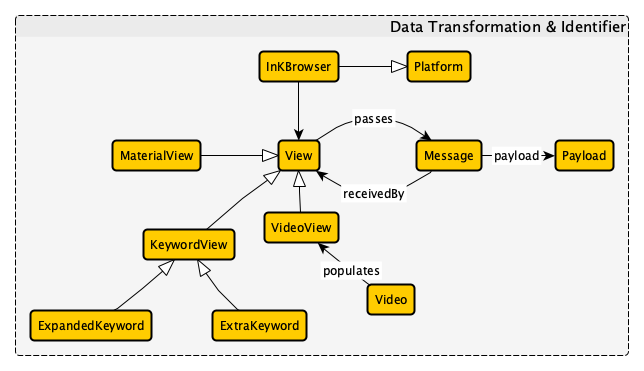 Data Transformation & Identifier
InKBrowser
Platform
passes
MaterialView
View
Message
payload
Payload
receivedBy
VideoView
KeywordView
populates
Video
ExpandedKeyword
ExtraKeyword